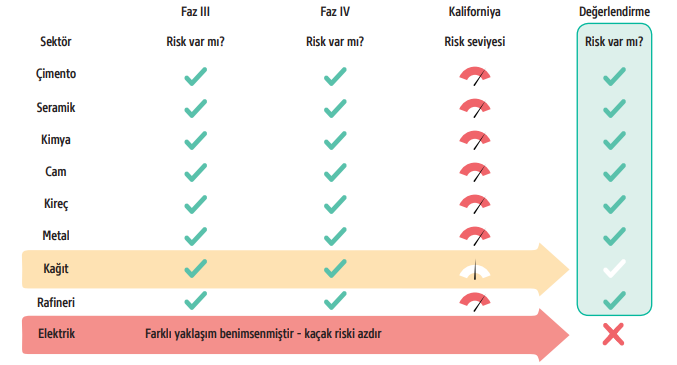 Faz III Faz IV Kaliforniya Değerlendirme
Sektör Risk var mı? Risk var mı? Risk seviyesi Risk var mı?
Çimento
Seramik
Kimya
Cam
Kireç
Metal
Kağıt
Rafineri
Elektrik Farklı yaklaşım benimsenmiştir - kaçak riski azdır